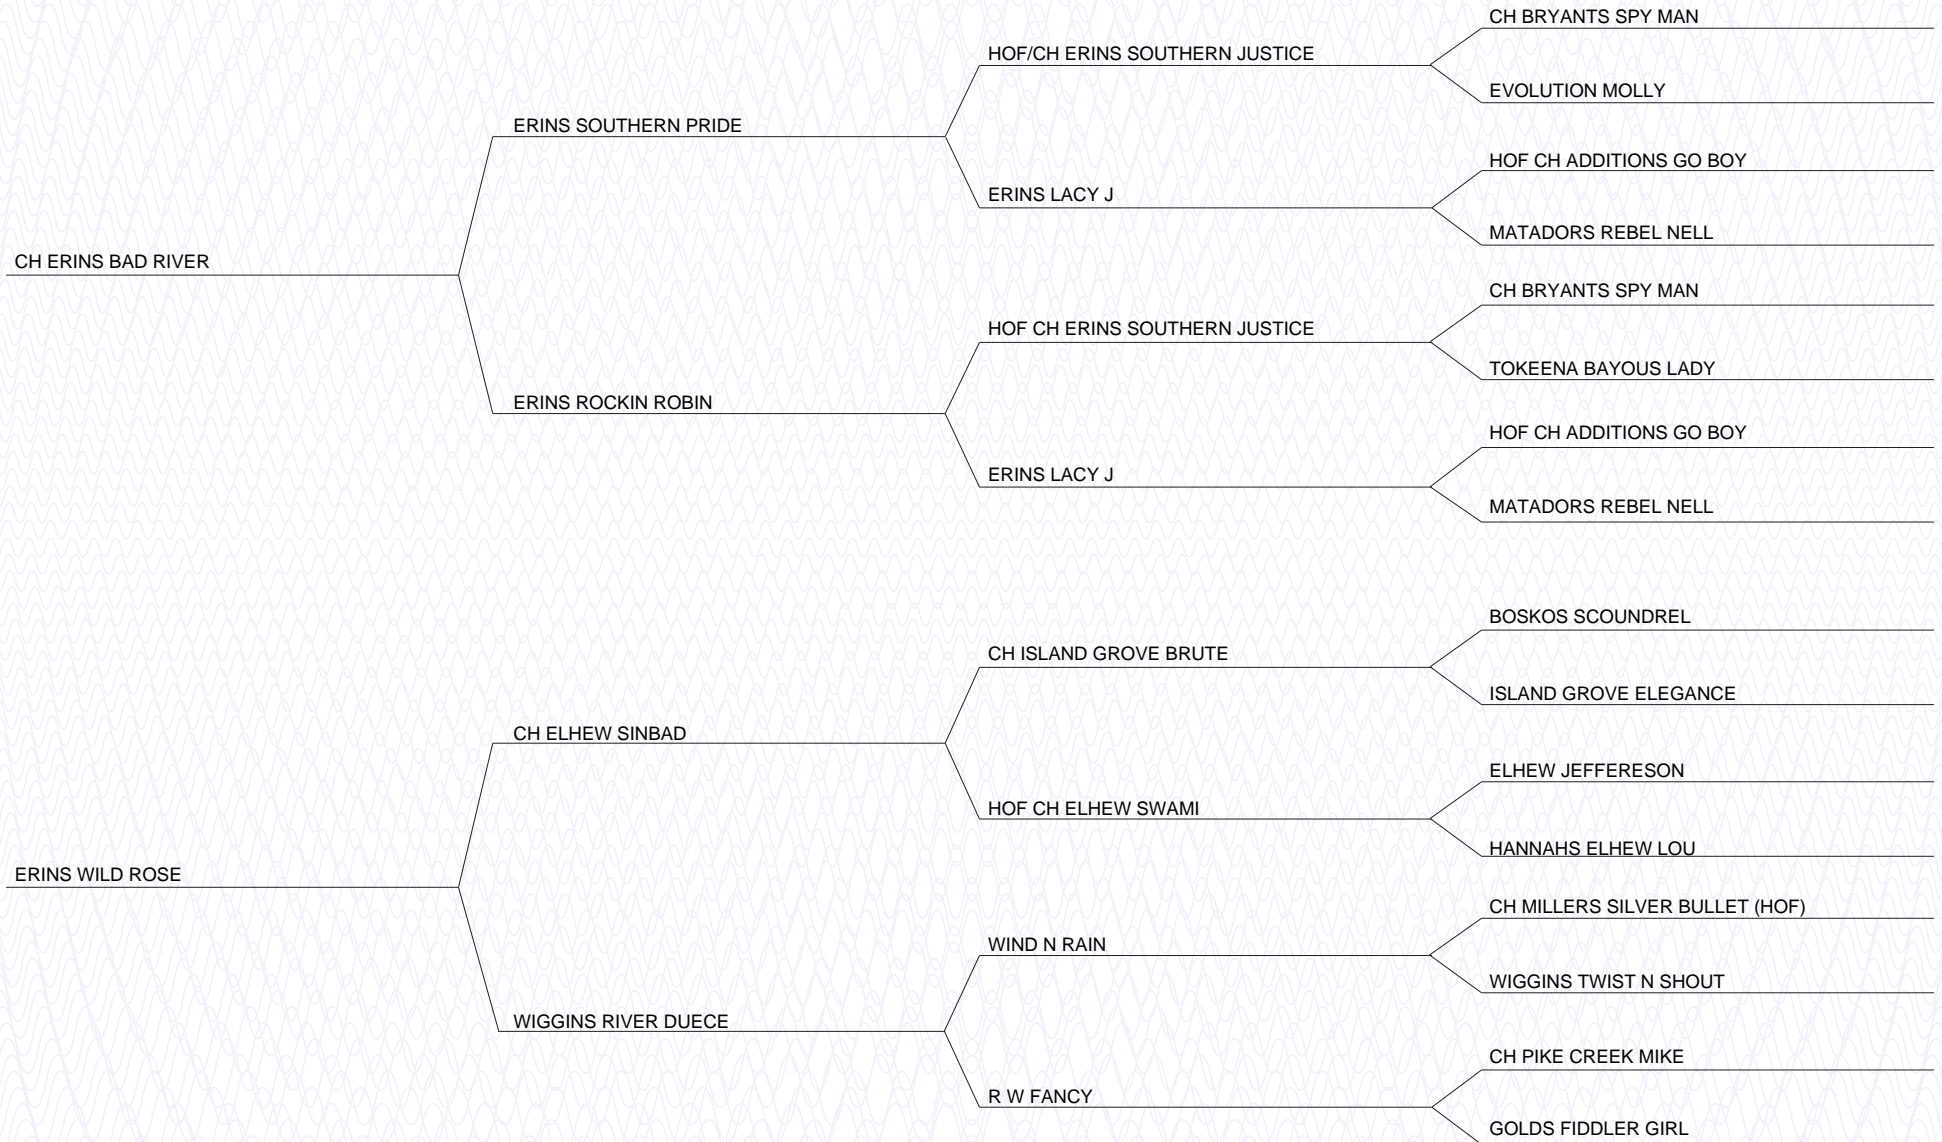 CH BRYANTS SPY MAN
HOF/CH ERINS SOUTHERN JUSTICE
EVOLUTION MOLLY
ERINS SOUTHERN PRIDE
HOF CH ADDITIONS GO BOY
ERINS LACY J
MATADORS REBEL NELL
CH ERINS BAD RIVER
CH BRYANTS SPY MAN
HOF CH ERINS SOUTHERN JUSTICE
TOKEENA BAYOUS LADY
ERINS ROCKIN ROBIN
HOF CH ADDITIONS GO BOY
ERINS LACY J
MATADORS REBEL NELL
BOSKOS SCOUNDREL
CH ISLAND GROVE BRUTE
ISLAND GROVE ELEGANCE
CH ELHEW SINBAD
ELHEW JEFFERESON
HOF CH ELHEW SWAMI
HANNAHS ELHEW LOU
ERINS WILD ROSE
CH MILLERS SILVER BULLET (HOF)
WIND N RAIN
WIGGINS TWIST N SHOUT
WIGGINS RIVER DUECE
CH PIKE CREEK MIKE
R W FANCY
GOLDS FIDDLER GIRL